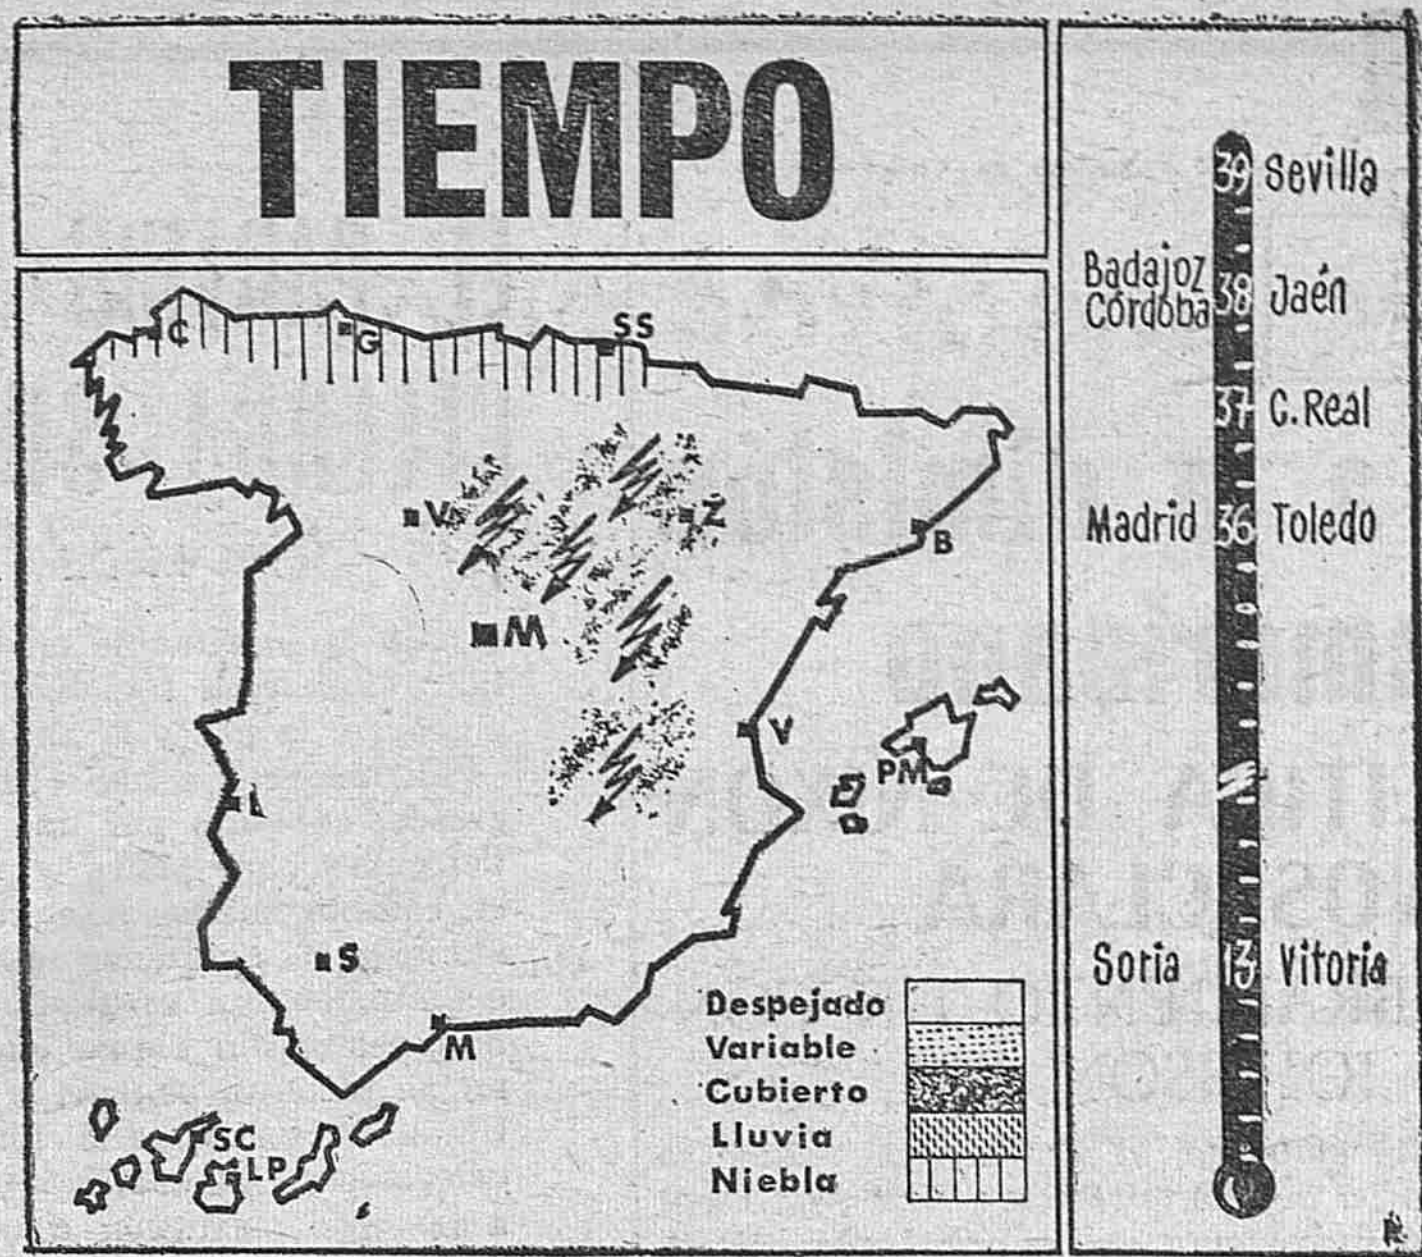 TIEMPO
C
G
SS
V
Z
B
M
V
PM
L
S
M
SC
LP
Despejado
Variable
Cubierto
Lluvia
Niebla
39 Sevilla
Badajoz
Córdoba 38 Jaén
37 C. Real
Madrid 36 Toledo
Soria 13 Vitoria